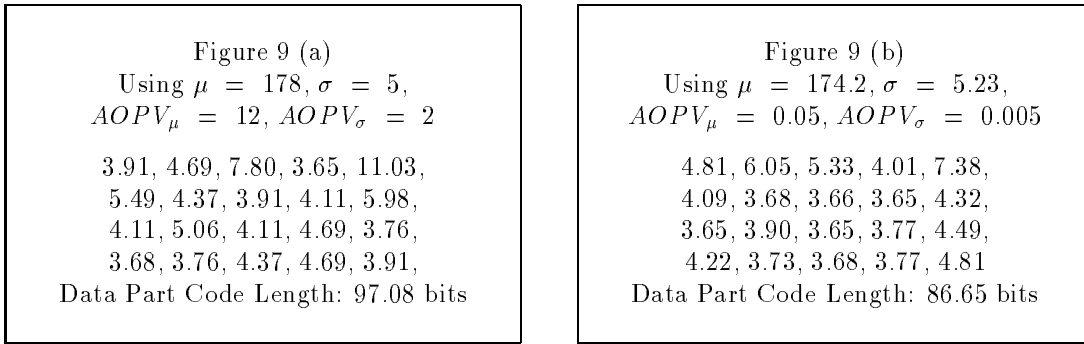 Figure 9 (a)
Using μ = 178, σ = 5,
AOPVμ = 12, AOPVσ = 2
3.91, 4.69, 7.80, 3.65, 11.03,
5.49, 4.37, 3.91, 4.11, 5.98,
4.11, 5.06, 4.11, 4.69, 3.76,
3.68, 3.76, 4.37, 4.69, 3.91,
Data Part Code Length: 97.08 bits
Figure 9 (b)
Using μ = 174.2, σ = 5.23,
AOPVμ = 0.05, AOPVσ = 0.005
4.81, 6.05, 5.33, 4.01, 7.38,
4.09, 3.68, 3.66, 3.65, 4.32,
3.65, 3.90, 3.65, 3.77, 4.49,
4.22, 3.73, 3.68, 3.77, 4.81
Data Part Code Length: 86.65 bits